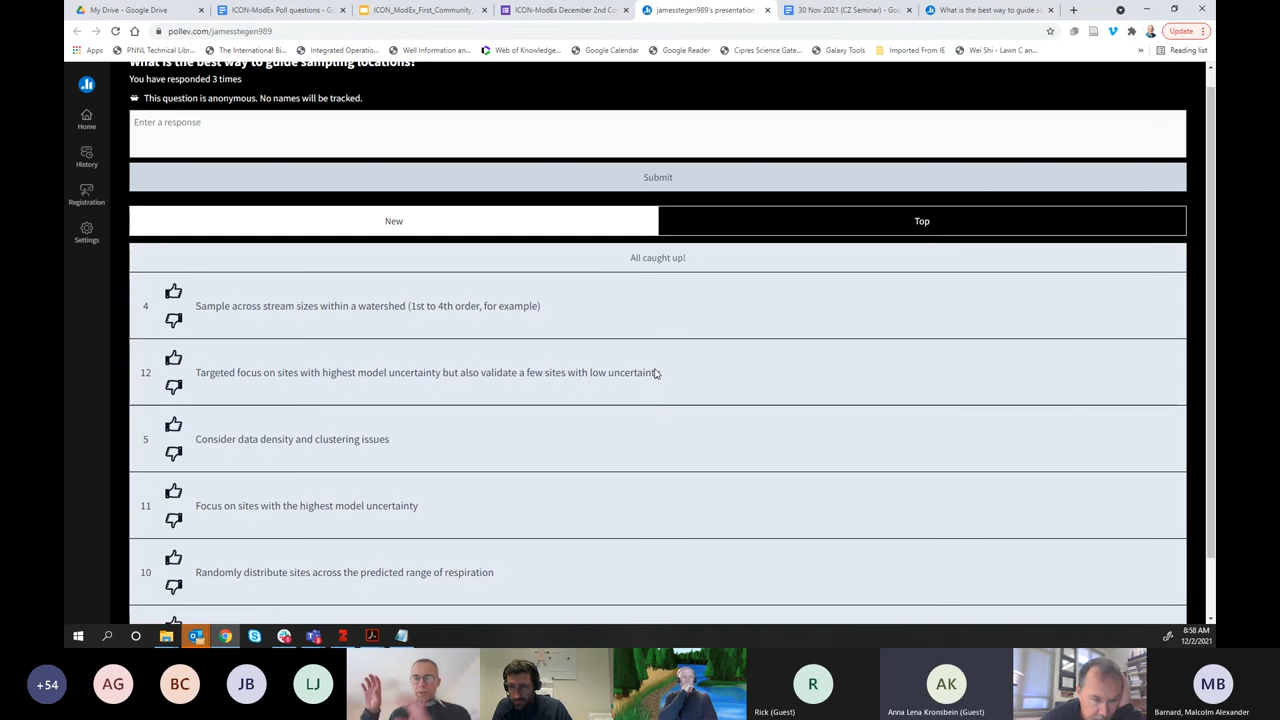 My Drive - Google Drive
ICON-ModEx Poll questions - Go
ICON_ModEx_First_Community_
ICON-ModEx December 2nd Co
jamesstegen989's presentation
30 Nov 2021 (CZ Seminar) - Go
What is the best way to guide sa
pollev.com/jamesstegen989
Update
Apps
PNNL Technical Libr...
The International Bi...
Integrated Operatio...
Well Information an...
Web of Knowledge...
Google Calendar
Google Reader
Cipres Science Gate...
Galaxy Tools
Imported From IE
Wei Shi - Lawn C an...
»
Reading list
What is the best way to guide sampling locations?
You have responded 3 times
This question is anonymous. No names will be tracked.
Enter a response
Submit
Home
History
Registration
Settings
New
Top
All caught up!
4
Sample across stream sizes within a watershed (1st to 4th order, for example)
12
Targeted focus on sites with highest model uncertainty but also validate a few sites with low uncertainty
5
Consider data density and clustering issues
11
Focus on sites with the highest model uncertainty
10
Randomly distribute sites across the predicted range of respiration
8:58 AM
12/2/2021
+54
AG
BC
JB
LJ
R
Rick (Guest)
AK
Anna Lena Kronsbein (Guest)
MB
Barnard, Malcolm Alexander